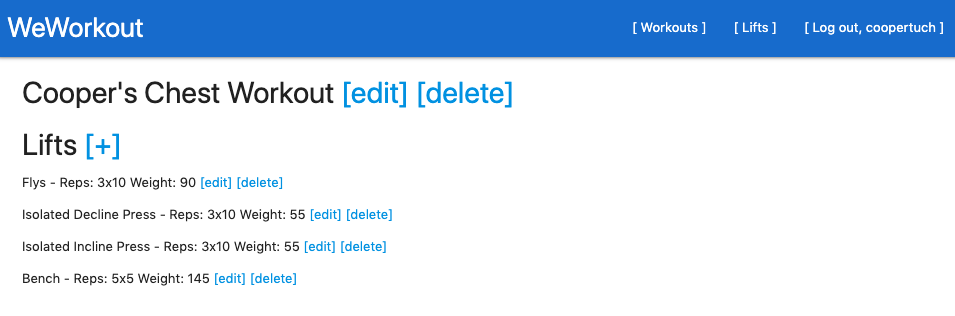 WeWorkout
[ Workouts ] [ Lifts ] [ Log out, coopertuch ]
Cooper's Chest Workout [edit] [delete]
Lifts [+]
Flys - Reps: 3x10 Weight: 90 [edit] [delete]
Isolated Decline Press - Reps: 3x10 Weight: 55 [edit] [delete]
Isolated Incline Press - Reps: 3x10 Weight: 55 [edit] [delete]
Bench - Reps: 5x5 Weight: 145 [edit] [delete]